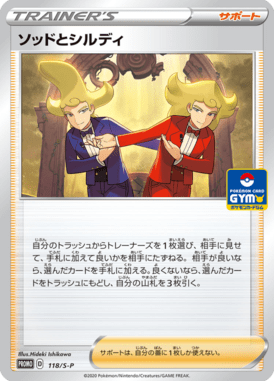 TRAINER'S
サポート
ソッドとシルディ
POKÉMON CARD
GYM
ポケモンカードジム
自分のトラッシュからトレーナーズを1枚選び、相手に見せ
て、手札に加えて良いかを相手にたずねる。相手が良いな
ら、選んだカードを手札に加える。良くないなら、選んだカード
をトラッシュにもどし、自分の山札を3枚引く。
Illus. Hideki Ishikawa
PROMO D 118/S-P
サポートは、自分の番に1枚しか使えない。
©2020 Pokémon/Nintendo/Creatures/GAME FREAK.